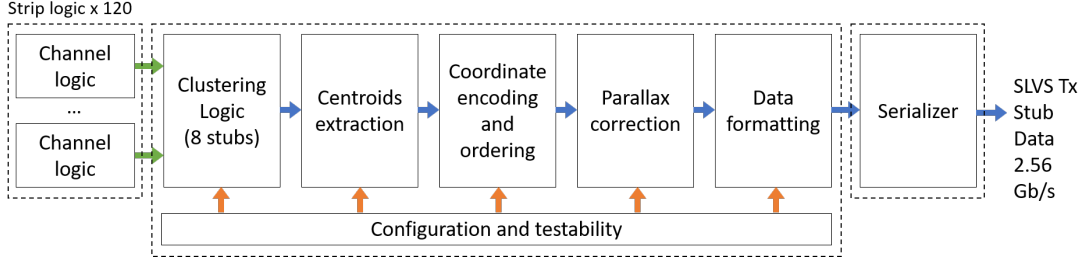 Strip logic x 120
Channel
logic
...
Channel
logic
Clustering
Logic
(8 stubs)
Centroids
extraction
Coordinate
encoding
and
ordering
Parallax
correction
Data
formatting
Serializer
SLVS Tx
Stub
Data
2.56
Gb/s
Configuration and testability